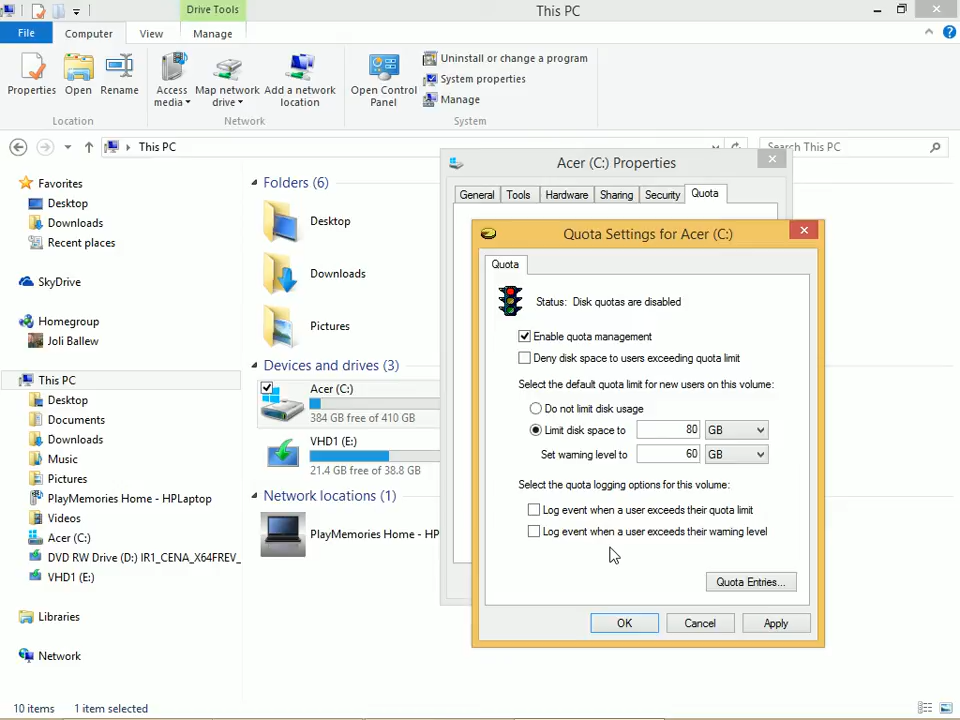 Drive Tools
This PC
File
Computer
View
Manage
Properties
Open
Rename
Access media
Map network drive
Add a network location
Open Control Panel
Uninstall or change a program
System properties
Manage
Location
Network
System
This PC
Search This PC
Favorites
Desktop
Downloads
Recent places
SkyDrive
Homegroup
Joli Ballew
This PC
Desktop
Documents
Downloads
Music
Pictures
PlayMemories Home - HPLaptop
Videos
Acer (C:)
DVD RW Drive (D:) IR1_CENA_X64FREV_
VHD1 (E:)
Libraries
Network
Folders (6)
Desktop
Downloads
Pictures
Devices and drives (3)
Acer (C:)
384 GB free of 410 GB
VHD1 (E:)
21.4 GB free of 38.8 GB
Network locations (1)
PlayMemories Home - HP
Acer (C:) Properties
General
Tools
Hardware
Sharing
Security
Quota
Quota Settings for Acer (C:)
Quota
Status: Disk quotas are disabled
Enable quota management
Deny disk space to users exceeding quota limit
Select the default quota limit for new users on this volume:
Do not limit disk usage
Limit disk space to 80 GB
Set warning level to 60 GB
Select the quota logging options for this volume:
Log event when a user exceeds their quota limit
Log event when a user exceeds their warning level
Quota Entries...
OK
Cancel
Apply
10 items
1 item selected